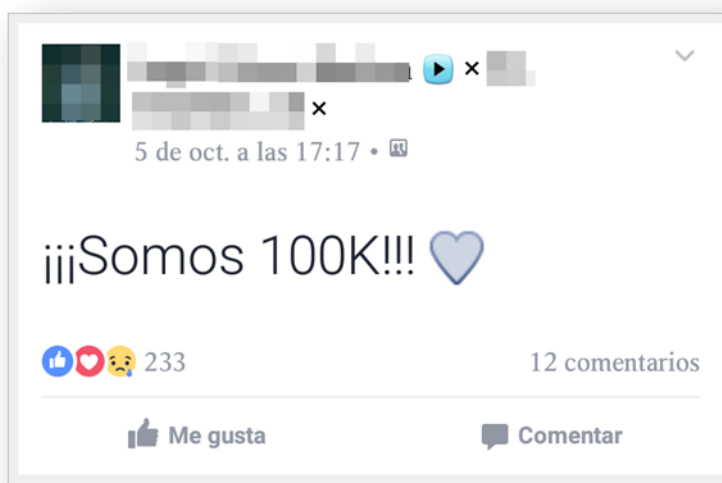 5 de oct. a las 17:17 •
¡¡¡Somos 100K!!!
233
12 comentarios
Me gusta
Comentar